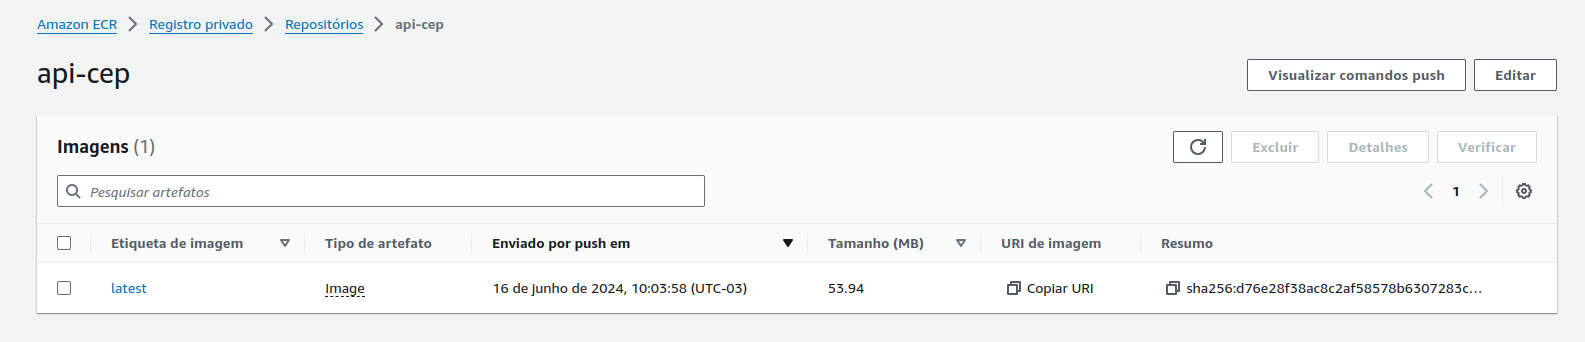 Amazon ECR > Registro privado > Repositórios > api-cep
api-cep
Visualizar comandos push Editar
Imagens (1)
Excluir Detalhes Verificar
Pesquisar artefatos
1
Etiqueta de imagem Tipo de artefato Enviado por push em Tamanho (MB) URI de imagem Resumo
latest Image 16 de junho de 2024, 10:03:58 (UTC-03) 53.94 Copiar URI sha256:d76e28f38ac8c2af58578b6307283c...